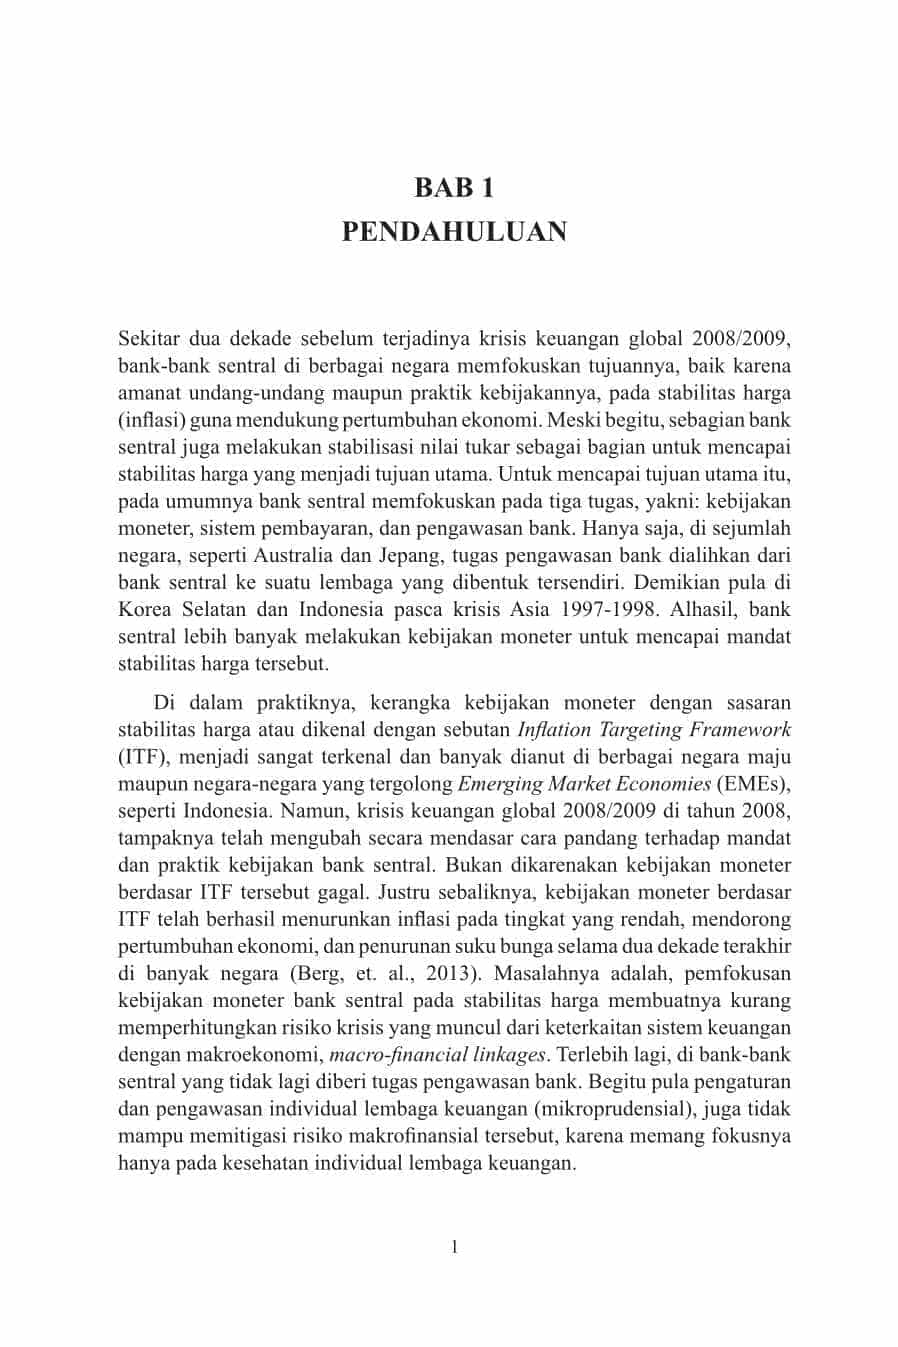 BAB 1
PENDAHULUAN
Sekitar dua dekade sebelum terjadinya krisis keuangan global 2008/2009,
bank-bank sentral di berbagai negara memfokuskan tujuannya, baik karena
amanat undang-undang maupun praktik kebijakannya, pada stabilitas harga
(inflasi) guna mendukung pertumbuhan ekonomi. Meski begitu, sebagian bank
sentral juga melakukan stabilisasi nilai tukar sebagai bagian untuk mencapai
stabilitas harga yang menjadi tujuan utama. Untuk mencapai tujuan utama itu,
pada umumnya bank sentral memfokuskan pada tiga tugas, yakni: kebijakan
moneter, sistem pembayaran, dan pengawasan bank. Hanya saja, di sejumlah
negara, seperti Australia dan Jepang, tugas pengawasan bank dialihkan dari
bank sentral ke suatu lembaga yang dibentuk tersendiri. Demikian pula di
Korea Selatan dan Indonesia pasca krisis Asia 1997-1998. Alhasil, bank
sentral lebih banyak melakukan kebijakan moneter untuk mencapai mandat
stabilitas harga tersebut.
Di dalam praktiknya, kerangka kebijakan moneter dengan sasaran
stabilitas harga atau dikenal dengan sebutan Inflation Targeting Framework
(ITF), menjadi sangat terkenal dan banyak dianut di berbagai negara maju
maupun negara-negara yang tergolong Emerging Market Economies (EMEs),
seperti Indonesia. Namun, krisis keuangan global 2008/2009 di tahun 2008,
tampaknya telah mengubah secara mendasar cara pandang terhadap mandat
dan praktik kebijakan bank sentral. Bukan dikarenakan kebijakan moneter
berdasar ITF tersebut gagal. Justru sebaliknya, kebijakan moneter berdasar
ITF telah berhasil menurunkan inflasi pada tingkat yang rendah, mendorong
pertumbuhan ekonomi, dan penurunan suku bunga selama dua dekade terakhir
di banyak negara (Berg, et. al., 2013). Masalahnya adalah, pemfokusan
kebijakan moneter bank sentral pada stabilitas harga membuatnya kurang
memperhitungkan risiko krisis yang muncul dari keterkaitan sistem keuangan
dengan makroekonomi, macro-financial linkages. Terlebih lagi, di bank-bank
sentral yang tidak lagi diberi tugas pengawasan bank. Begitu pula pengaturan
dan pengawasan individual lembaga keuangan (mikroprudensial), juga tidak
mampu memitigasi risiko makrofinansial tersebut, karena memang fokusnya
hanya pada kesehatan individual lembaga keuangan.
1